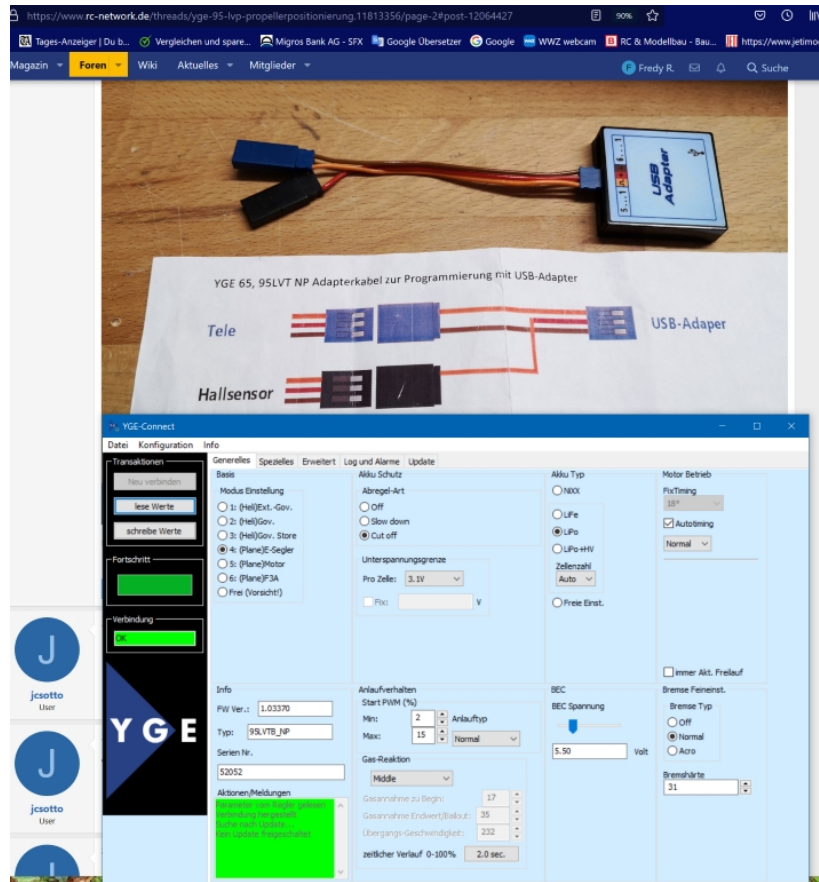 https://www.rc-network.de/threads/yge-95-lvp-propellerpositionierung.11813356/page-2#post-12064427
90%
Tages-Anzeiger | Du b...
Vergleichen und spare...
Migros Bank AG - SFX
Google Übersetzer
Google
WWZ webcam
RC & Modellbau - Bau...
https://www.jetimo
Magazin
Foren
Wiki
Aktuelles
Mitglieder
Fredy R.
Suche
USB
Adapter
YGE 65, 95LVT NP Adapterkabel zur Programmierung mit USB-Adapter
Tele
USB-Adaper
Hallsensor
YGE-Connect
Datei Konfiguration Info
Transaktionen
Neu verbinden
lese Werte
schreibe Werte
Fortschritt
Verbindung
OK
YGE
Generelles Spezielles Erweitert Log und Alarme Update
Basis
Modus Einstellung
1: (Heli)Ext.-Gov.
2: (Heli)Gov.
3: (Heli)Gov. Store
4: (Plane)E-Segler
5: (Plane)Motor
6: (Plane)F3A
Frei (Vorsicht!)
Akku Schutz
Abregel-Art
Off
Slow down
Cut off
Unterspannungsgrenze
Pro Zelle: 3.1V
Fix: V
Akku Typ
NiXX
LiFe
LiPo
LiPo+HV
Zellenzahl
Auto
Freie Einst.
Motor Betrieb
FixTiming
18°
Autotiming
Normal
immer Akt. Freilauf
Info
FW Ver.: 1.03370
Typ: 95LVTB_NP
Serien Nr.
52052
Aktionen/Meldungen
Parameter vom Regler gelesen
Verbindung hergestellt
Suche nach Update...
Kein Update freigeschaltet
Anlaufverhalten
Start PWM (%)
Min: 2 Anlauftyp
Max: 15 Normal
Gas-Reaktion
Middle
Gasannahme zu Begin: 17
Gasannahme Endwert/Bailout: 35
Übergangs-Geschwindigkeit: 232
zeitlicher Verlauf 0-100% 2.0 sec.
BEC
BEC Spannung
5.50 Volt
Bremse Feineinst.
Bremse Typ
Off
Normal
Acro
Bremshärte
31
J
jcsotto
User
J
jcsotto
User